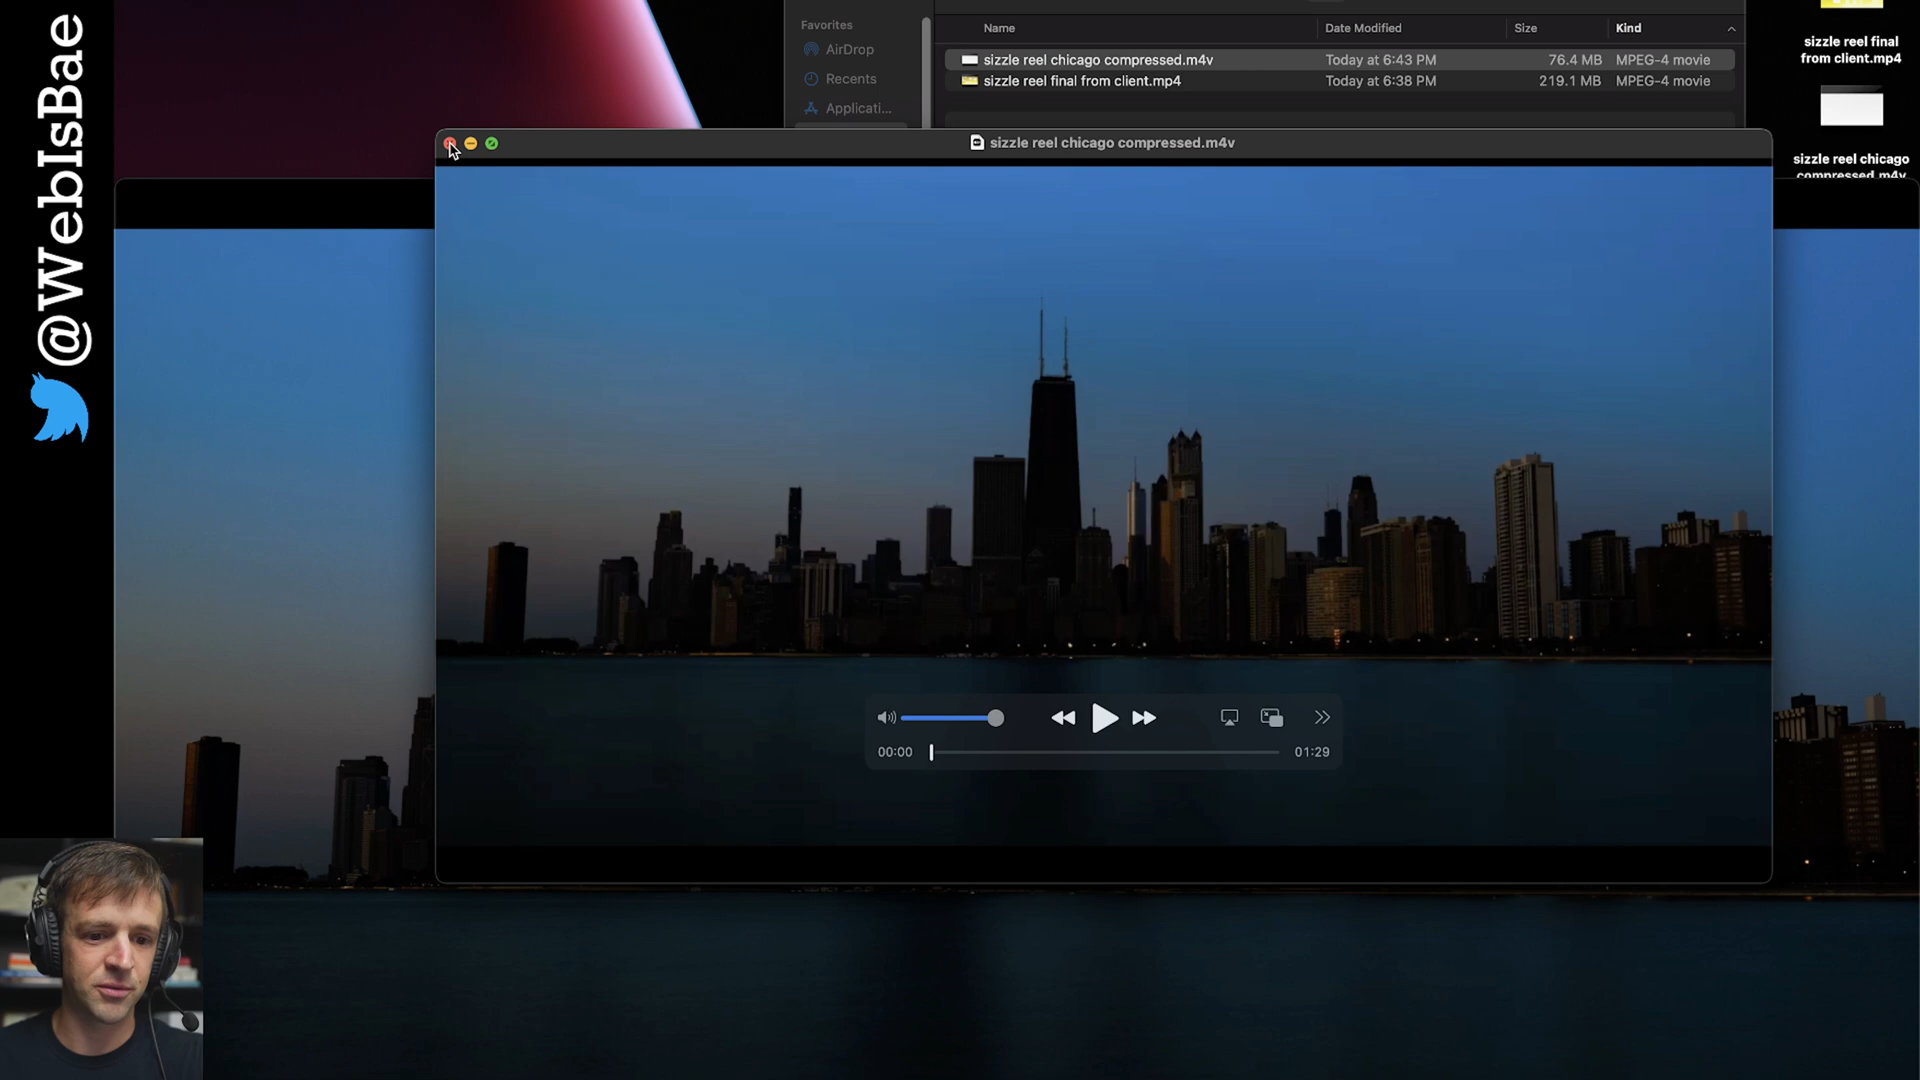 @WebIsBae
Favorites
AirDrop
Recents
Applicati...
Name
Date Modified
Size
Kind
sizzle reel chicago compressed.m4v
Today at 6:43 PM
76.4 MB
MPEG-4 movie
sizzle reel final from client.mp4
Today at 6:38 PM
219.1 MB
MPEG-4 movie
sizzle reel final
from client.mp4
sizzle reel chicago
compressed.m4v
sizzle reel chicago compressed.m4v
00:00
01:29